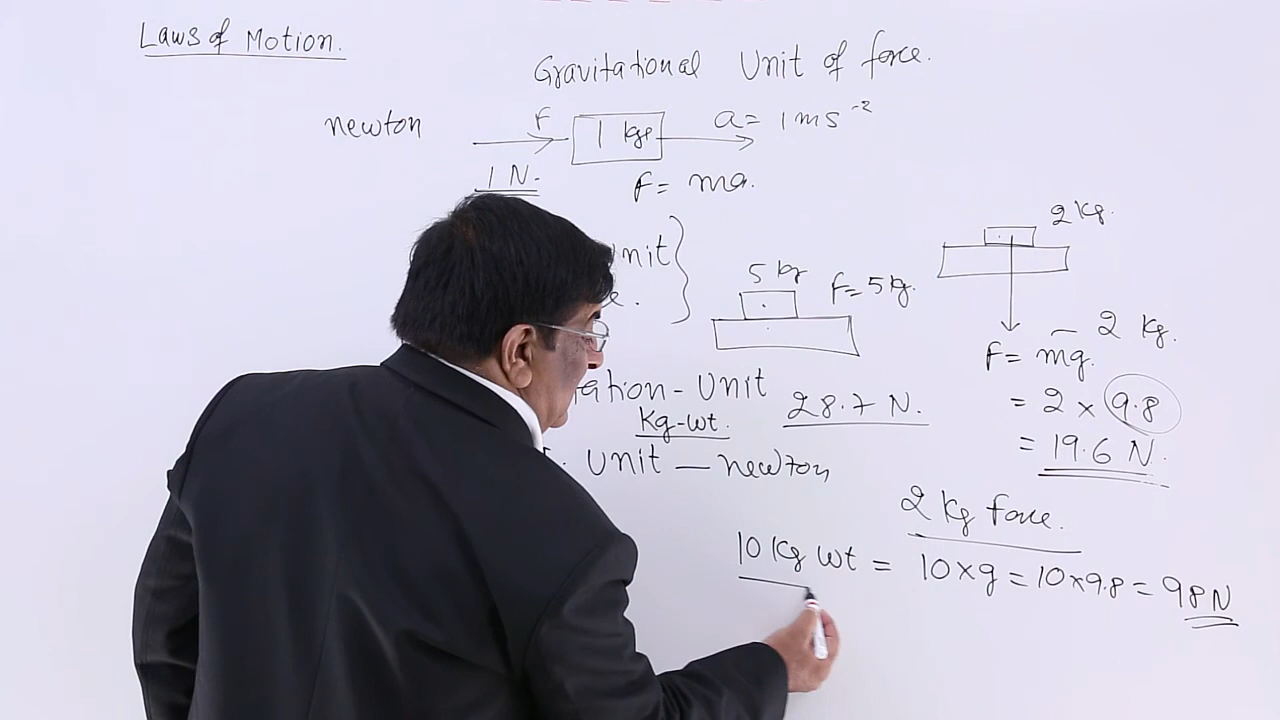 Laws of Motion.
Gravitational Unit of force.
newton
F
1 kg
a = 1 ms⁻²
1 N.
F = ma.
2 kg.
nit
5 kg
F = 5 kg.
e.
– 2 kg.
F = mg.
= 2 × 9.8
= 19.6 N.
ation-Unit
28.7 N.
Kg-wt.
. Unit — newton
2 kg force.
10 kg wt = 10×g = 10×9.8 = 98 N